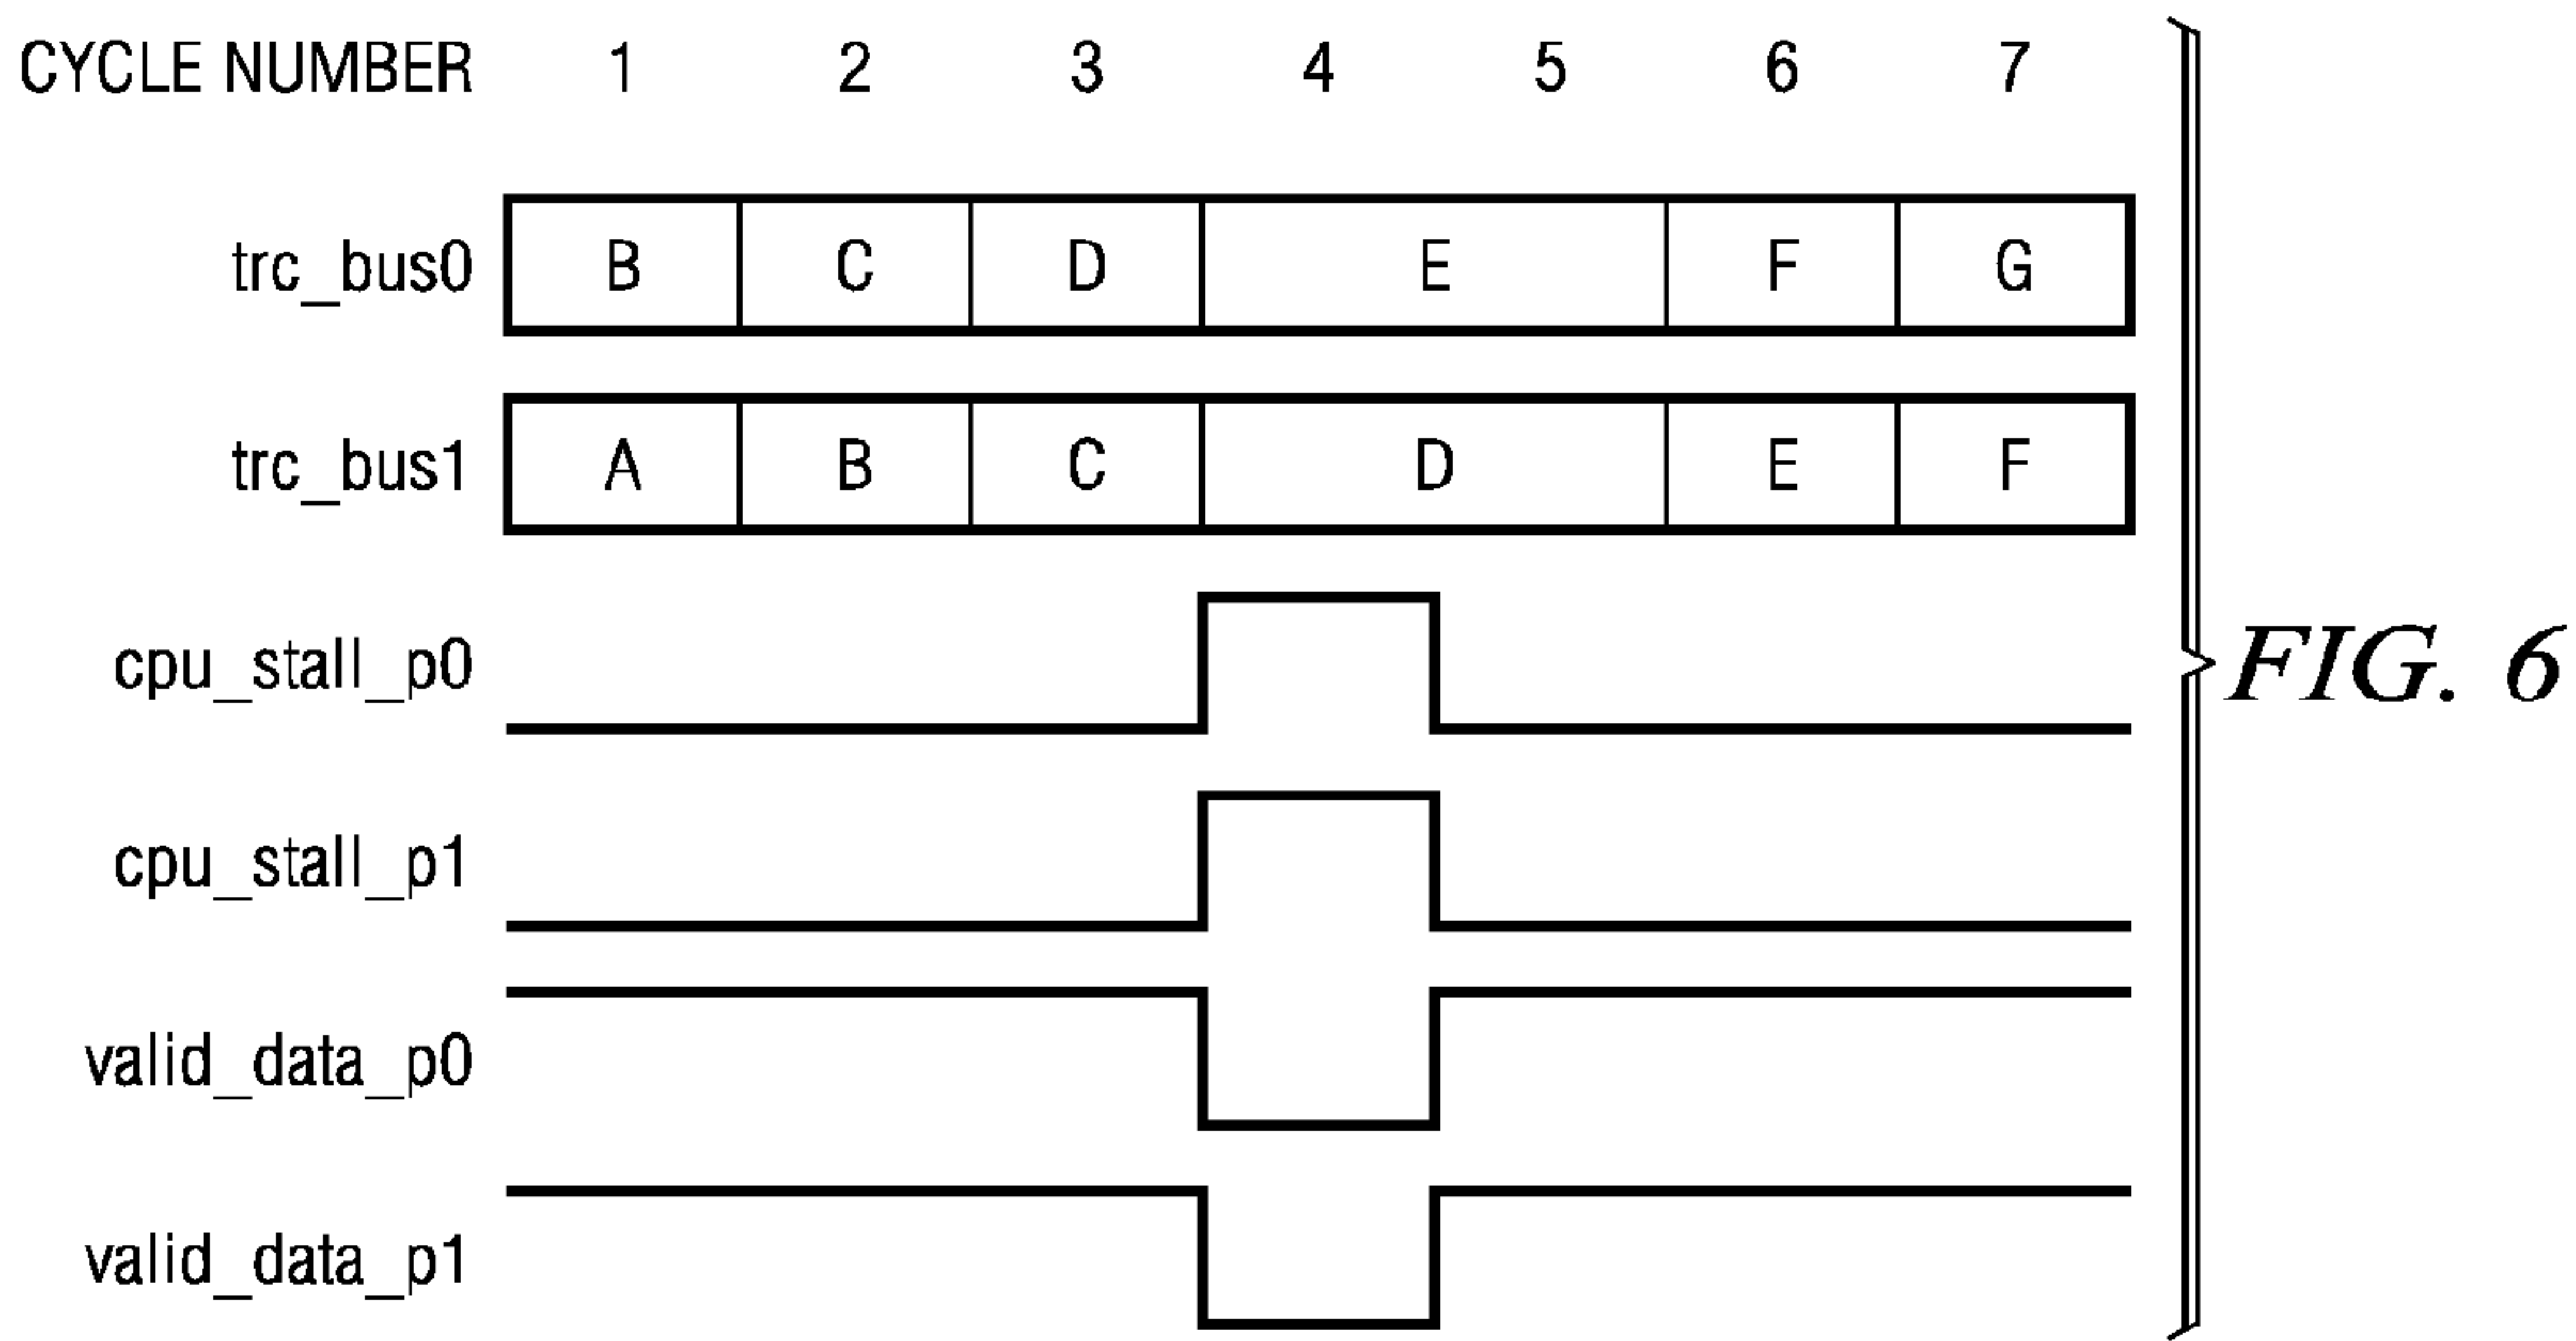 CYCLE NUMBER 1 2 3 4 5 6 7
trc_bus0 B C D E F G
trc_bus1 A B C D E F
cpu_stall_p0
FIG. 6
cpu_stall_p1
valid_data_p0
valid_data_p1